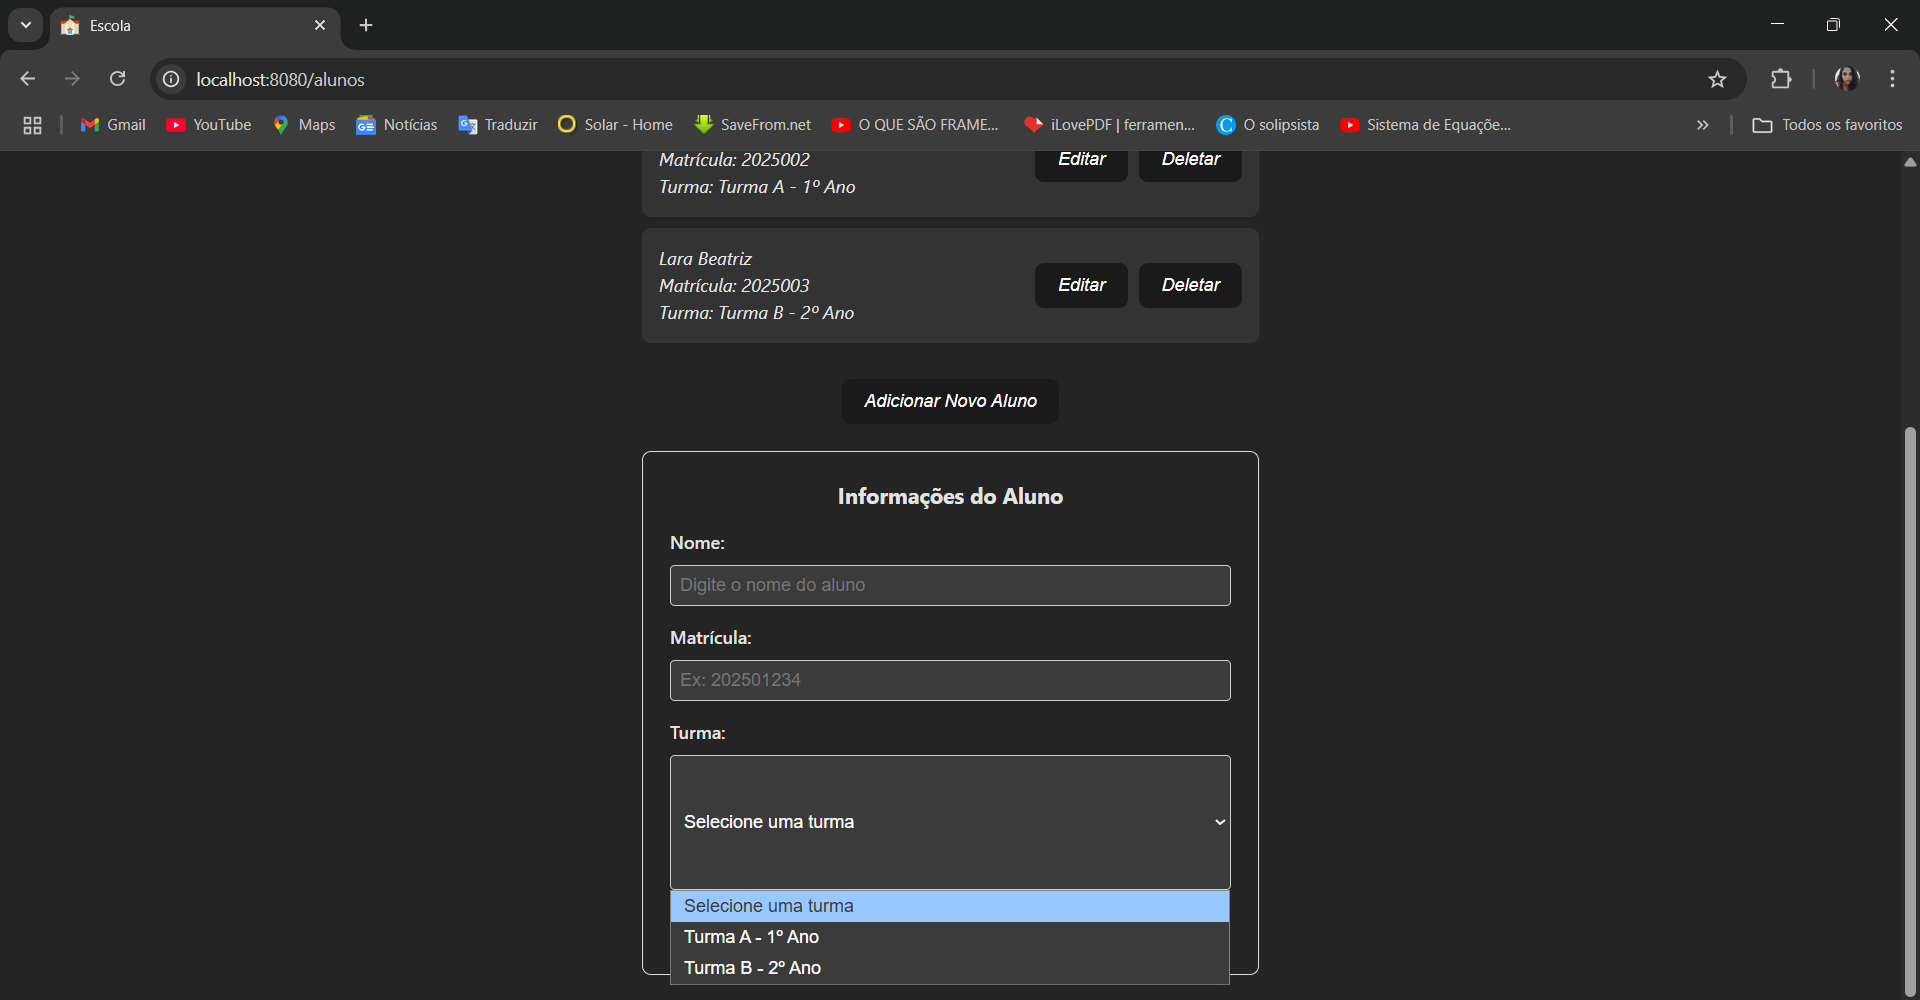 Escola
localhost:8080/alunos
Gmail YouTube Maps Notícias Traduzir Solar - Home SaveFrom.net O QUE SÃO FRAME... iLovePDF | ferramen... O solipsista Sistema de Equaçõe... Todos os favoritos
Matrícula: 2025002
Turma: Turma A - 1º Ano
Editar Deletar
Lara Beatriz
Matrícula: 2025003
Turma: Turma B - 2º Ano
Editar Deletar
Adicionar Novo Aluno
Informações do Aluno
Nome:
Digite o nome do aluno
Matrícula:
Ex: 202501234
Turma:
Selecione uma turma
Selecione uma turma
Turma A - 1º Ano
Turma B - 2º Ano